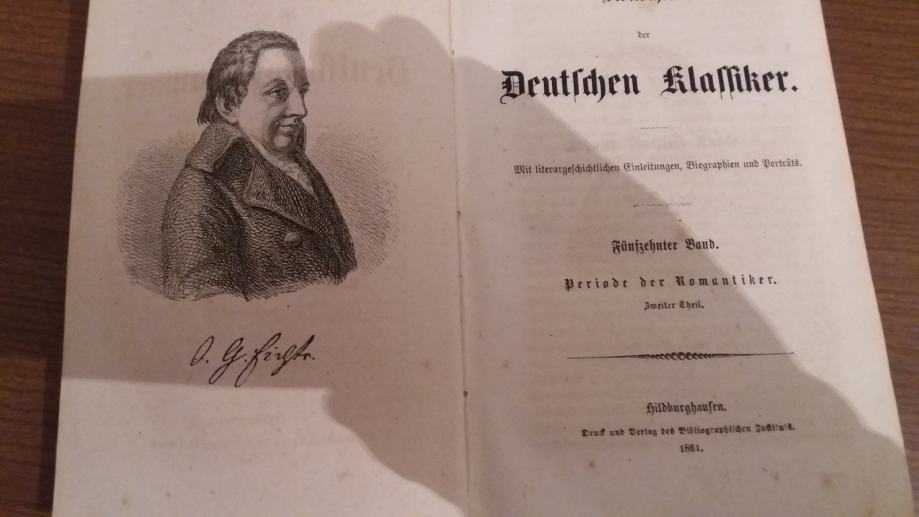 J. G. Fichte.
der
Deutschen Klassiker.
Mit literargeschichtlichen Einleitungen, Biographien und Porträts.
Fünfzehnter Band.
Periode der Romantiker.
Zweiter Theil.
Hildburghausen.
Druck und Verlag des Bibliographischen Instituts.
1861.